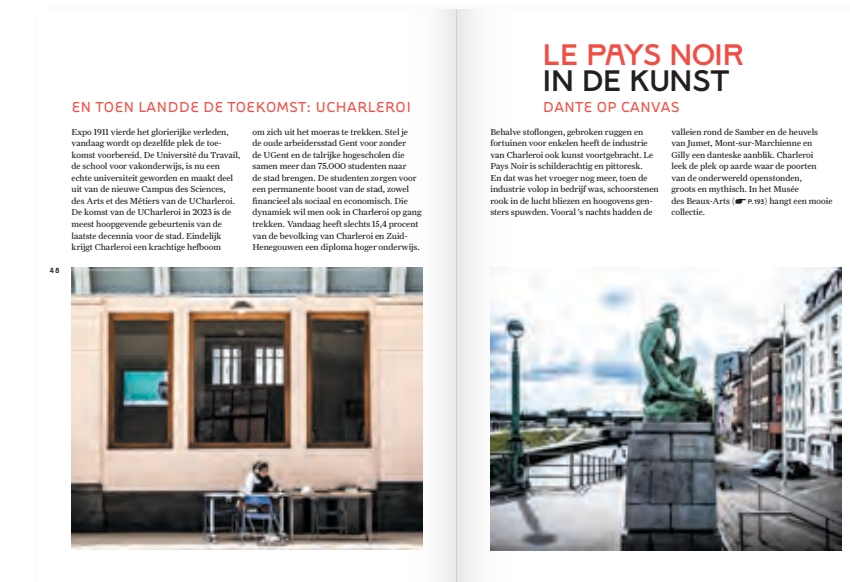 EN TOEN LANDDE DE TOEKOMST: UCHARLEROI
Expo 1911 vierde het glorierijke verleden,
vandaag wordt op dezelfde plek de toe-
komst voorbereid. De Université du Travail,
de school voor vakonderwijs, is nu een
echte universiteit geworden en maakt deel
uit van de nieuwe Campus des Sciences,
des Arts et des Métiers van de UCharleroi.
De komst van de UCharleroi in 2023 is de
meest hoopgevende gebeurtenis van de
laatste decennia voor de stad. Eindelijk
krijgt Charleroi een krachtige hefboom
om zich uit het moeras te trekken. Stel je
de oude arbeidersstad Gent voor zonder
de UGent en de talrijke hogescholen die
samen meer dan 75.000 studenten naar
de stad brengen. De studenten zorgen voor
een permanente boost van de stad, zowel
financieel als sociaal en economisch. Die
dynamiek wil men ook in Charleroi op gang
trekken. Vandaag heeft slechts 15,4 procent
van de bevolking van Charleroi en Zuid-
Henegouwen een diploma hoger onderwijs.
48
LE PAYS NOIR
IN DE KUNST
DANTE OP CANVAS
Behalve stoflongen, gebroken ruggen en
fortuinen voor enkelen heeft de industrie
van Charleroi ook kunst voortgebracht. Le
Pays Noir is schilderachtig en pittoresk.
En dat was het vroeger nog meer, toen de
industrie volop in bedrijf was, schoorstenen
rook in de lucht bliezen en hoogovens gen-
sters spuwden. Vooral 's nachts hadden de
valleien rond de Samber en de heuvels
van Jumet, Mont-sur-Marchienne en
Gilly een danteske aanblik. Charleroi
leek de plek op aarde waar de poorten
van de onderwereld openstonden,
groots en mythisch. In het Musée
des Beaux-Arts (☛ P. 193) hangt een mooie
collectie.